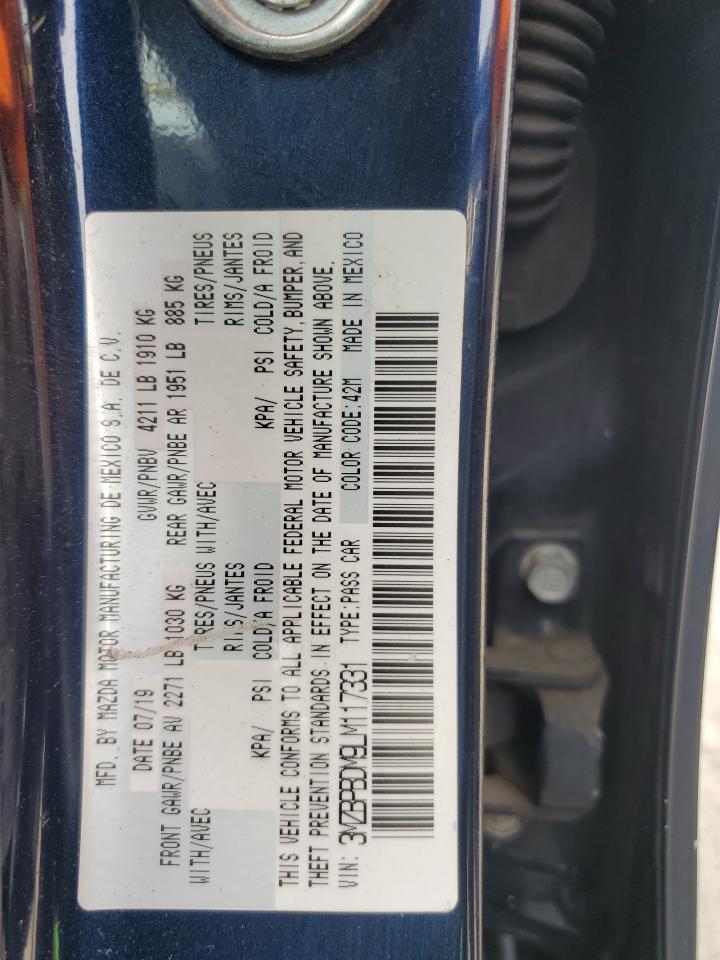 MFD. BY MAZDA MOTOR MANUFACTURING DE MEXICO S.A. DE C.V.
DATE 07/19 GVWR/PNBV 4211 LB 1910 KG
FRONT GAWR/PNBE AV 2271 LB 1030 KG REAR GAWR/PNBE AR 1951 LB 885 KG
WITH/AVEC TIRES/PNEUS WITH/AVEC TIRES/PNEUS
RIMS/JANTES RIMS/JANTES
KPA/ PSI COLD/A FROID KPA/ PSI COLD/A FROID
THIS VEHICLE CONFORMS TO ALL APPLICABLE FEDERAL MOTOR VEHICLE SAFETY, BUMPER, AND
THEFT PREVENTION STANDARDS IN EFFECT ON THE DATE OF MANUFACTURE SHOWN ABOVE.
VIN: 3MZBPBDM9LM117331 TYPE:PASS CAR COLOR CODE:42M MADE IN MEXICO